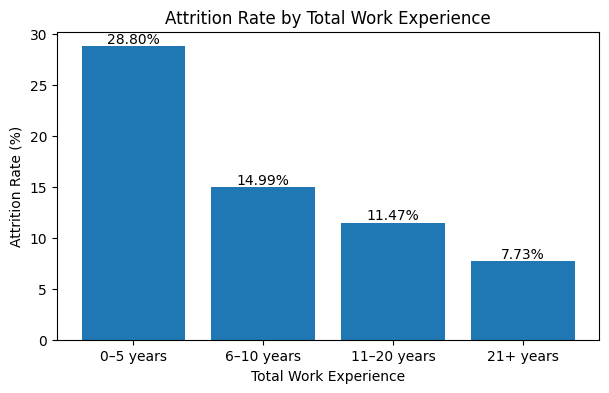 Attrition Rate by Total Work Experience
30
25
20
15
10
5
0
Attrition Rate (%)
28.80%
14.99%
11.47%
7.73%
0–5 years
6–10 years
11–20 years
21+ years
Total Work Experience